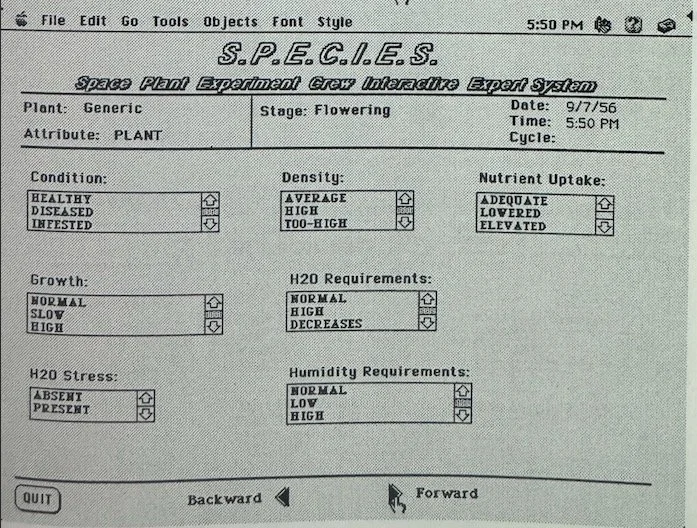 File Edit Go Tools Objects Font Style 5:50 PM
S.P.E.C.I.E.S.
Space Plant Experiment Crew Interactive Expert System
Plant: Generic
Attribute: PLANT
Stage: Flowering
Date: 9/7/56
Time: 5:50 PM
Cycle:
Condition:
HEALTHY
DISEASED
INFESTED
Density:
AVERAGE
HIGH
TOO-HIGH
Nutrient Uptake:
ADEQUATE
LOWERED
ELEVATED
Growth:
NORMAL
SLOW
HIGH
H2O Requirements:
NORMAL
HIGH
DECREASES
H2O Stress:
ABSENT
PRESENT
Humidity Requirements:
NORMAL
LOW
HIGH
QUIT
Backward
Forward